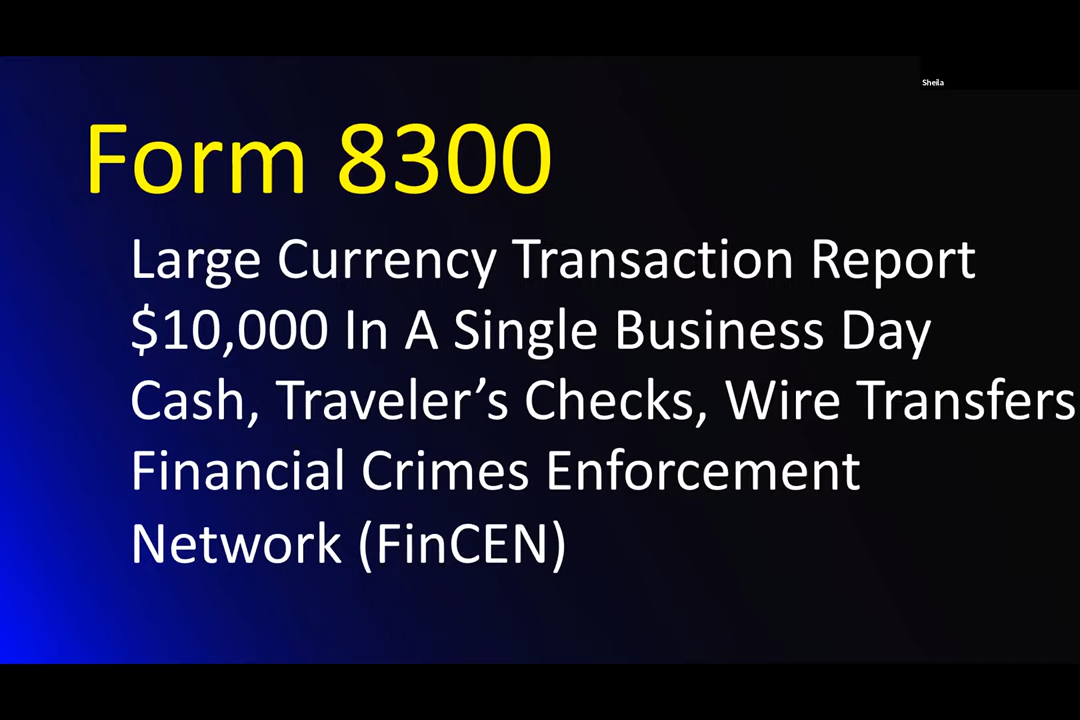 Sheila
Form 8300
Large Currency Transaction Report
$10,000 In A Single Business Day
Cash, Traveler’s Checks, Wire Transfers
Financial Crimes Enforcement
Network (FinCEN)